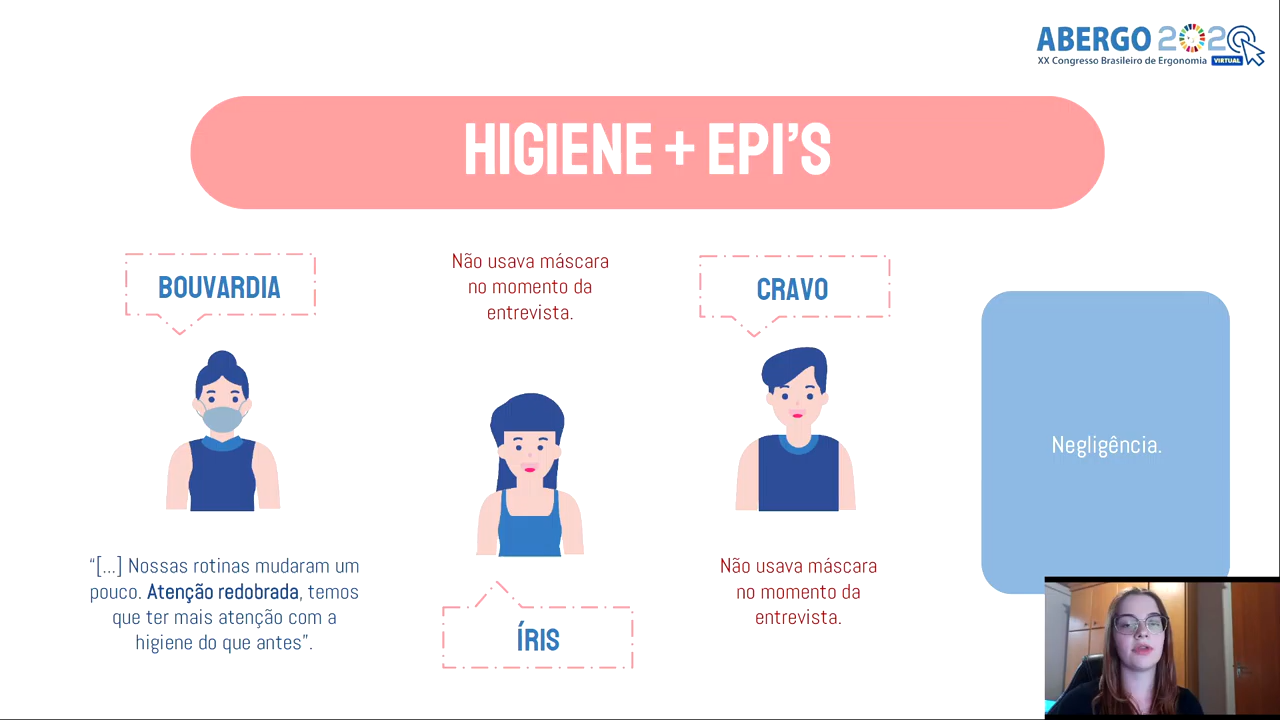 ABERGO 2020
XX Congresso Brasileiro de Ergonomia VIRTUAL
HIGIENE + EPI’S
BOUVARDIA
“[...] Nossas rotinas mudaram um
pouco. Atenção redobrada, temos
que ter mais atenção com a
higiene do que antes”.
Não usava máscara
no momento da
entrevista.
ÍRIS
CRAVO
Não usava máscara
no momento da
entrevista.
Negligência.